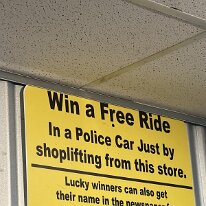 Win a Free Ride
In a Police Car Just by
shoplifting from this store.
Lucky winners can also get
their name in the newspaper